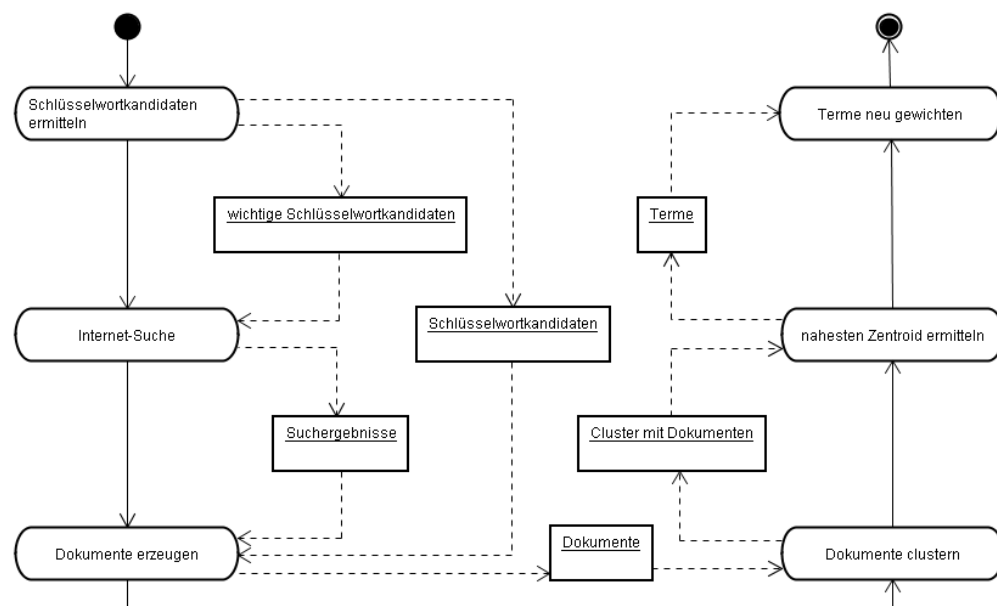 Schlüsselwortkandidaten
ermitteln
Terme neu gewichten
wichtige Schlüsselwortkandidaten
Terme
Internet-Suche
Schlüsselwortkandidaten
nahesten Zentroid ermitteln
Suchergebnisse
Cluster mit Dokumenten
Dokumente erzeugen
Dokumente
Dokumente clustern